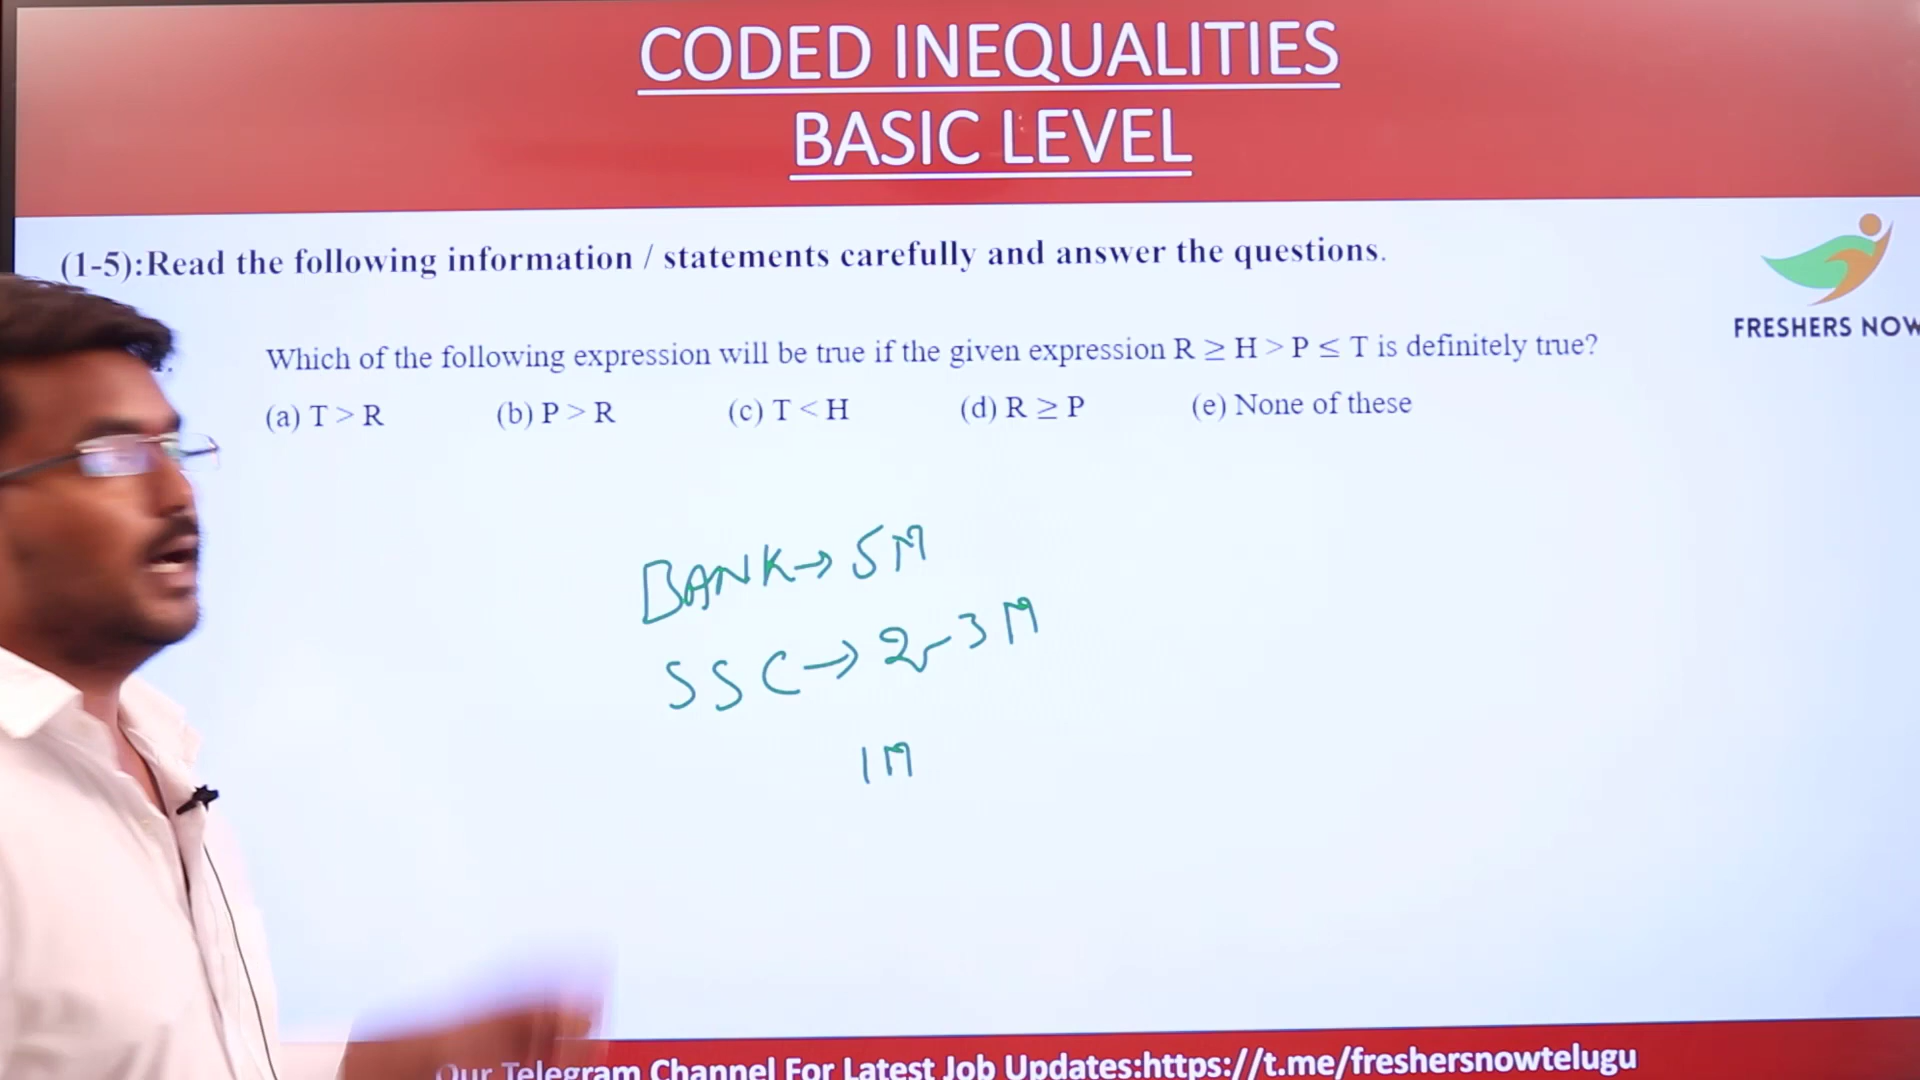 CODED INEQUALITIES
BASIC LEVEL
(1-5):Read the following information / statements carefully and answer the questions.
FRESHERS NOW
Which of the following expression will be true if the given expression R ≥ H > P ≤ T is definitely true?
(a) T > R (b) P > R (c) T < H (d) R ≥ P (e) None of these
BANK→ 5M
SSC→ 2-3M
1M
Our Telegram Channel For Latest Job Updates:https://t.me/freshersnowtelugu